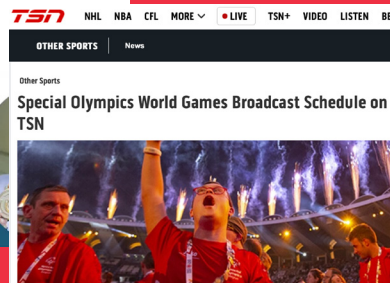 TSN NHL NBA CFL MORE LIVE TSN+ VIDEO LISTEN
OTHER SPORTS News
Other Sports
Special Olympics World Games Broadcast Schedule on
TSN